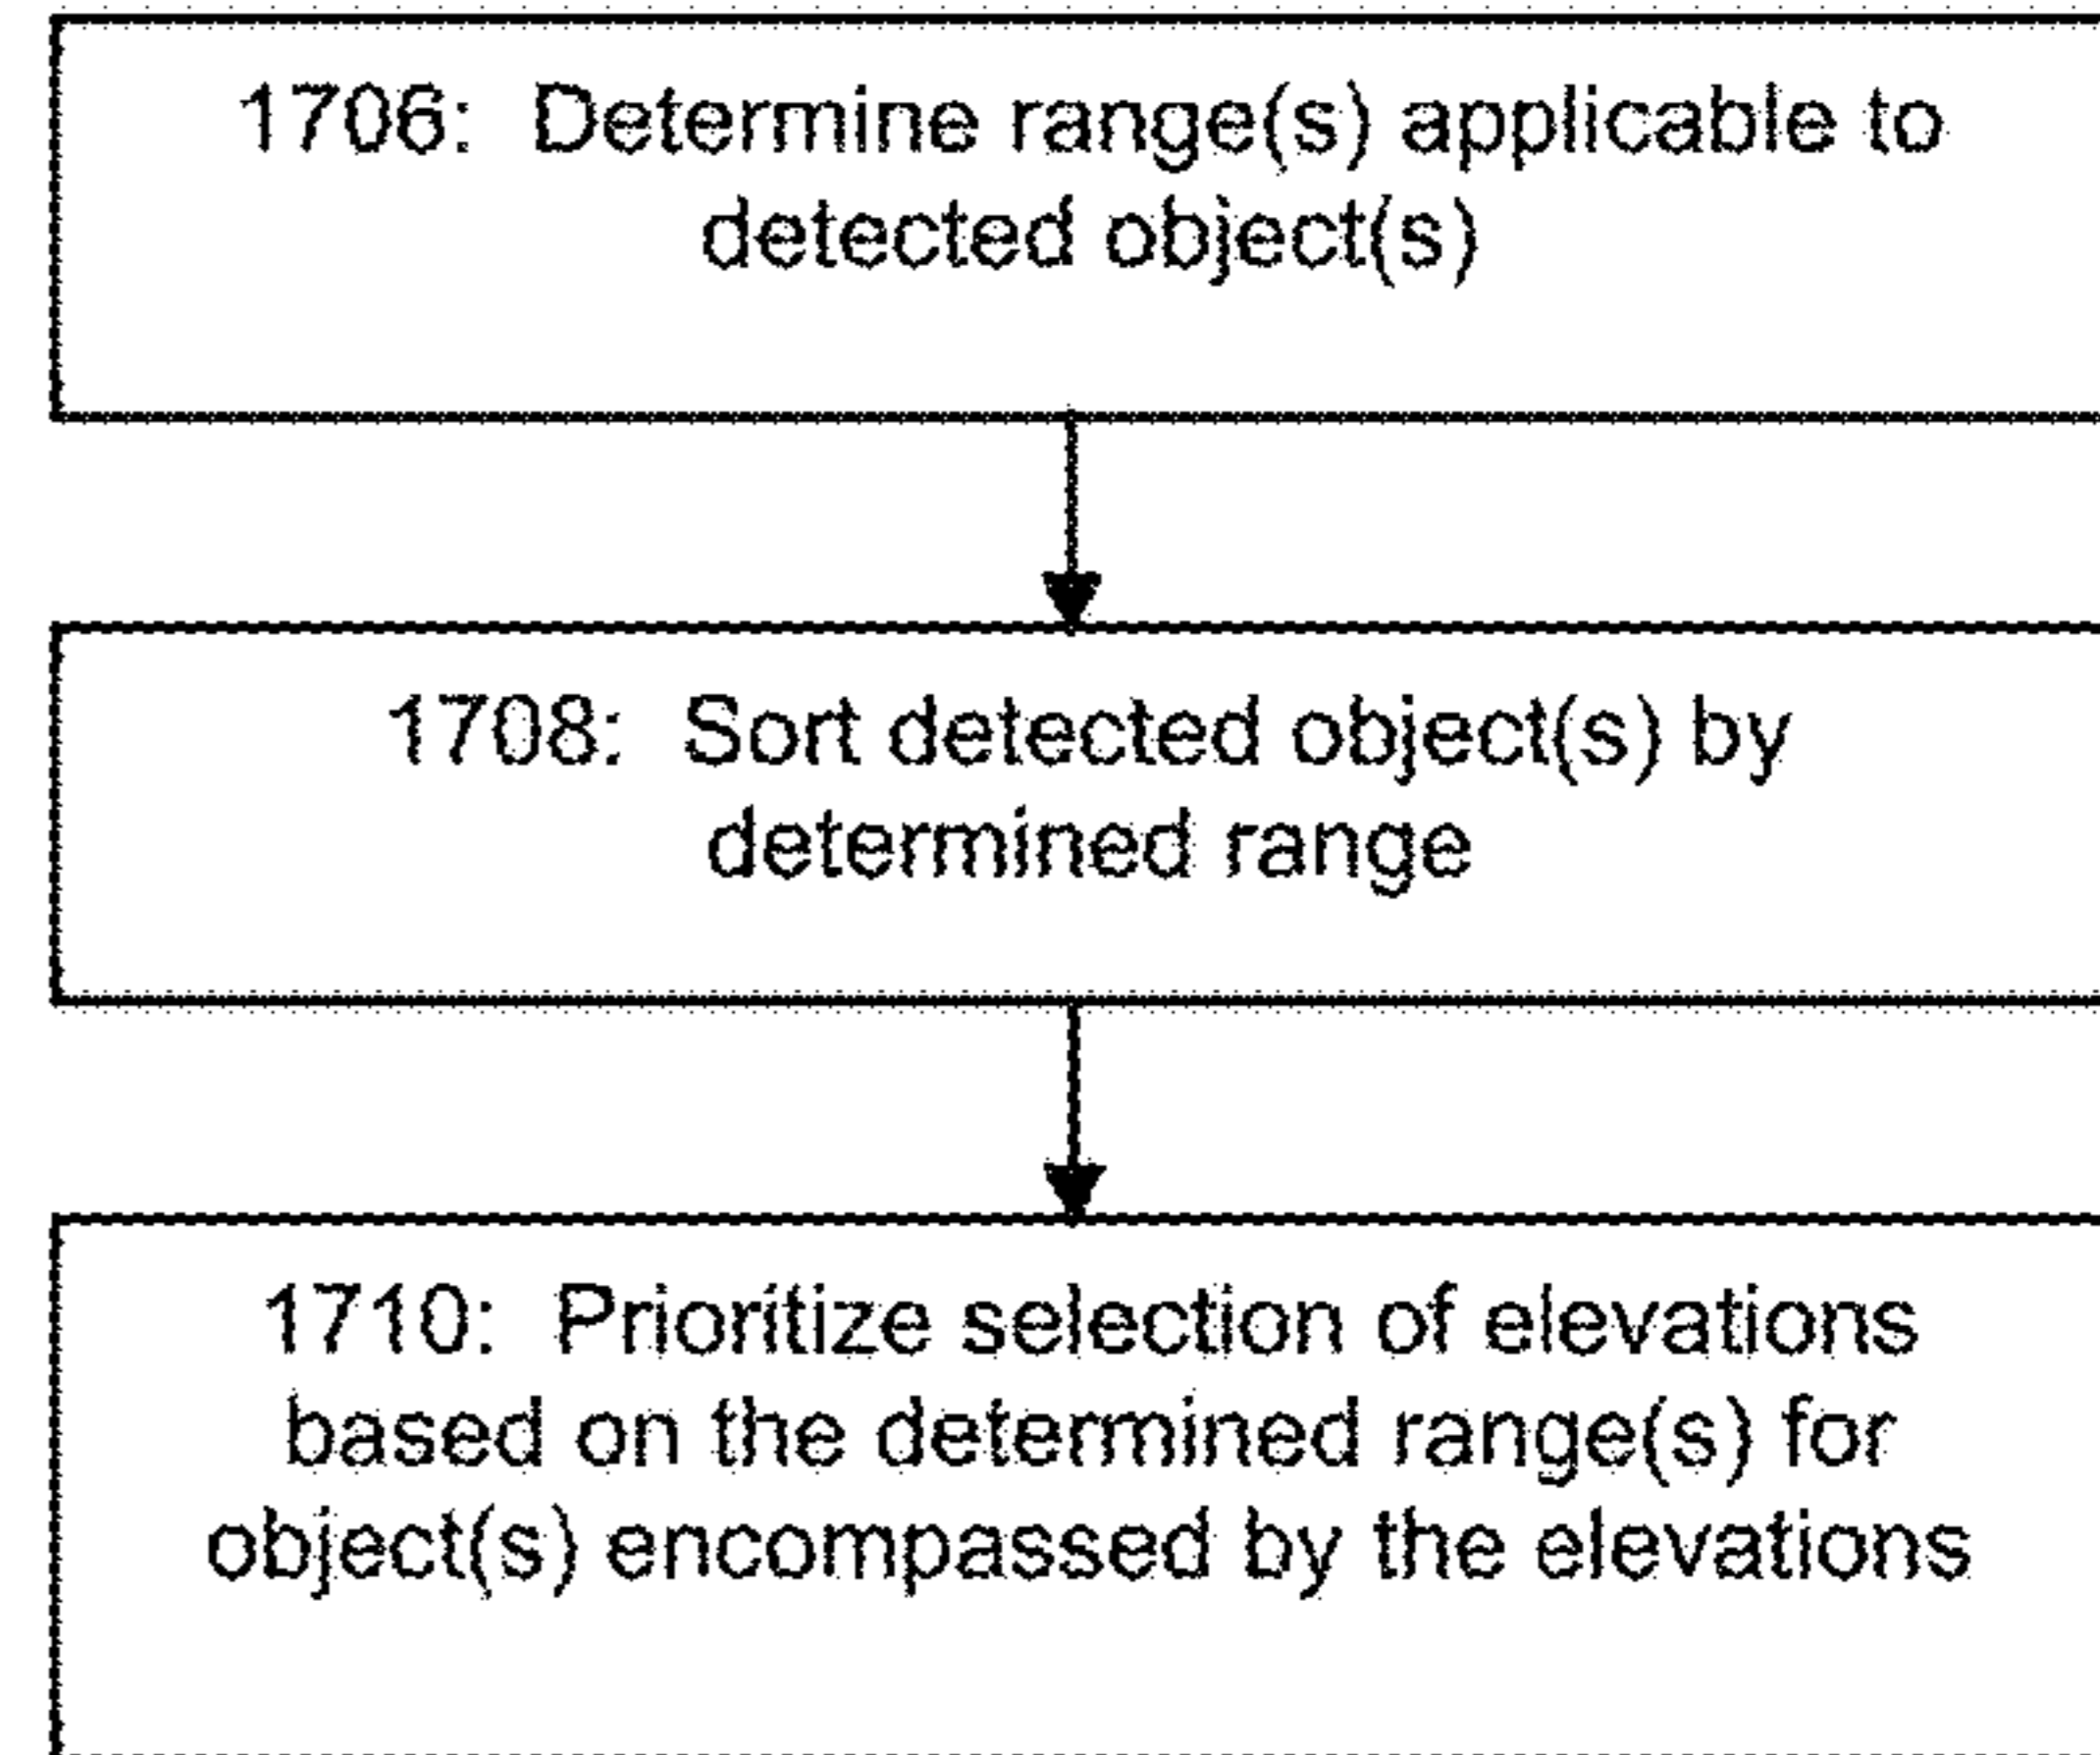 1706: Determine range(s) applicable to
detected object(s)
1708: Sort detected object(s) by
determined range
1710: Prioritize selection of elevations
based on the determined range(s) for
object(s) encompassed by the elevations